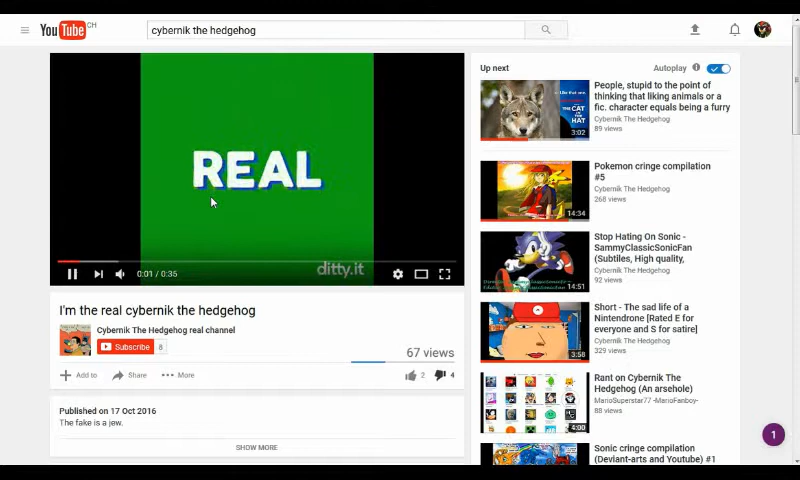 YouTube CH
cybernik the hedgehog
REAL
ditty.it
0:01 / 0:35
I'm the real cybernik the hedgehog
Cybernik The Hedgehog real channel
Subscribe 8
67 views
Add to
Share
More
2
4
Published on 17 Oct 2016
The fake is a jew.
SHOW MORE
Up next
Autoplay
THE CAT
IN THE
HAT
3:02
People, stupid to the point of
thinking that liking animals or a
fic. character equals being a furry
Cybernik The Hedgehog
89 views
14:34
Pokemon cringe compilation
#5
Cybernik The Hedgehog
268 views
14:51
Stop Hating On Sonic -
SammyClassicSonicFan
(Subtiles, High quality,
Cybernik The Hedgehog
92 views
3:58
Short - The sad life of a
Nintendrone [Rated E for
everyone and S for satire]
Cybernik The Hedgehog
329 views
4:00
Rant on Cybernik The
Hedgehog (An arsehole)
MarioSuperstar77 -MarioFanboy-
88 views
Sonic cringe compilation
(Deviant-arts and Youtube) #1
1